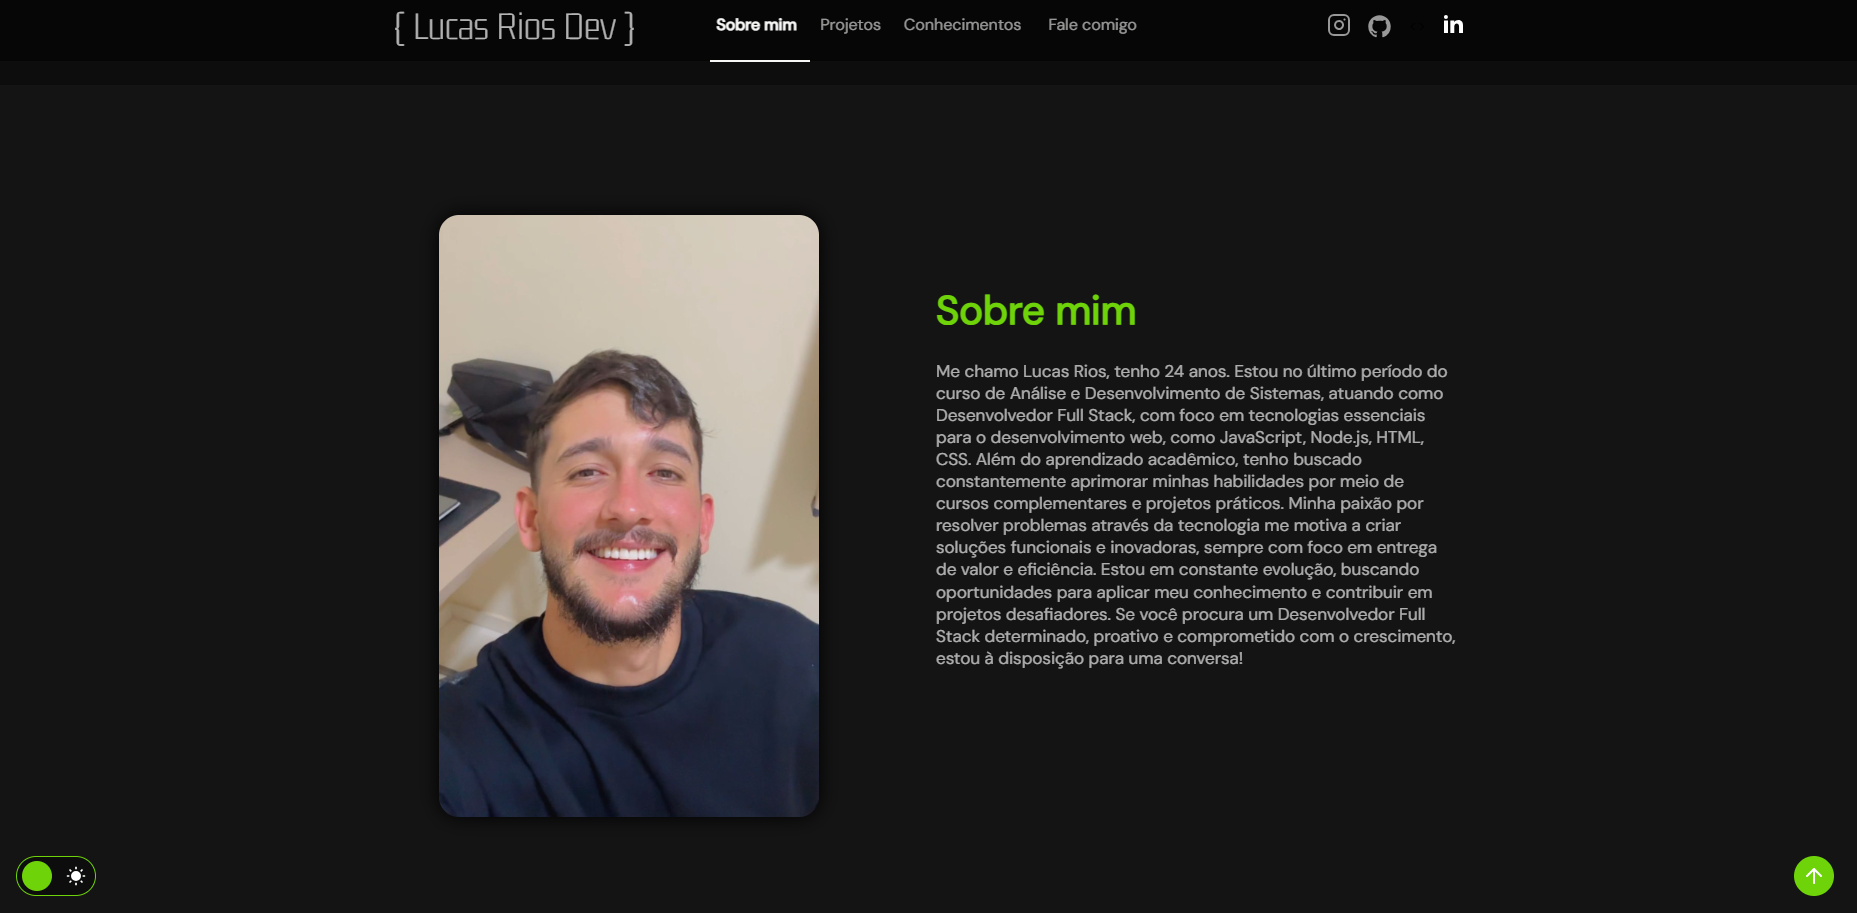 { Lucas Rios Dev }
Sobre mim Projetos Conhecimentos Fale comigo
in
Sobre mim
Me chamo Lucas Rios, tenho 24 anos. Estou no último período do
curso de Análise e Desenvolvimento de Sistemas, atuando como
Desenvolvedor Full Stack, com foco em tecnologias essenciais
para o desenvolvimento web, como JavaScript, Node.js, HTML,
CSS. Além do aprendizado acadêmico, tenho buscado
constantemente aprimorar minhas habilidades por meio de
cursos complementares e projetos práticos. Minha paixão por
resolver problemas através da tecnologia me motiva a criar
soluções funcionais e inovadoras, sempre com foco em entrega
de valor e eficiência. Estou em constante evolução, buscando
oportunidades para aplicar meu conhecimento e contribuir em
projetos desafiadores. Se você procura um Desenvolvedor Full
Stack determinado, proativo e comprometido com o crescimento,
estou à disposição para uma conversa!